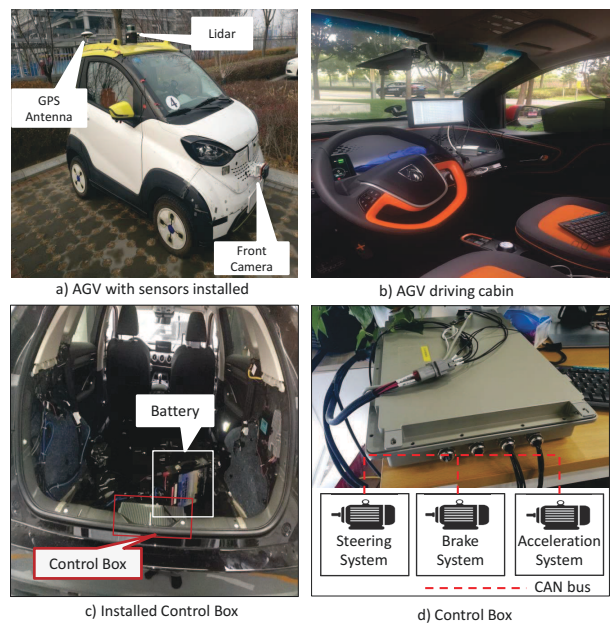 Lidar
GPS
Antenna
4
Front
Camera
a) AGV with sensors installed
b) AGV driving cabin
Battery
Control Box
c) Installed Control Box
Steering
System
Brake
System
Acceleration
System
CAN bus
d) Control Box